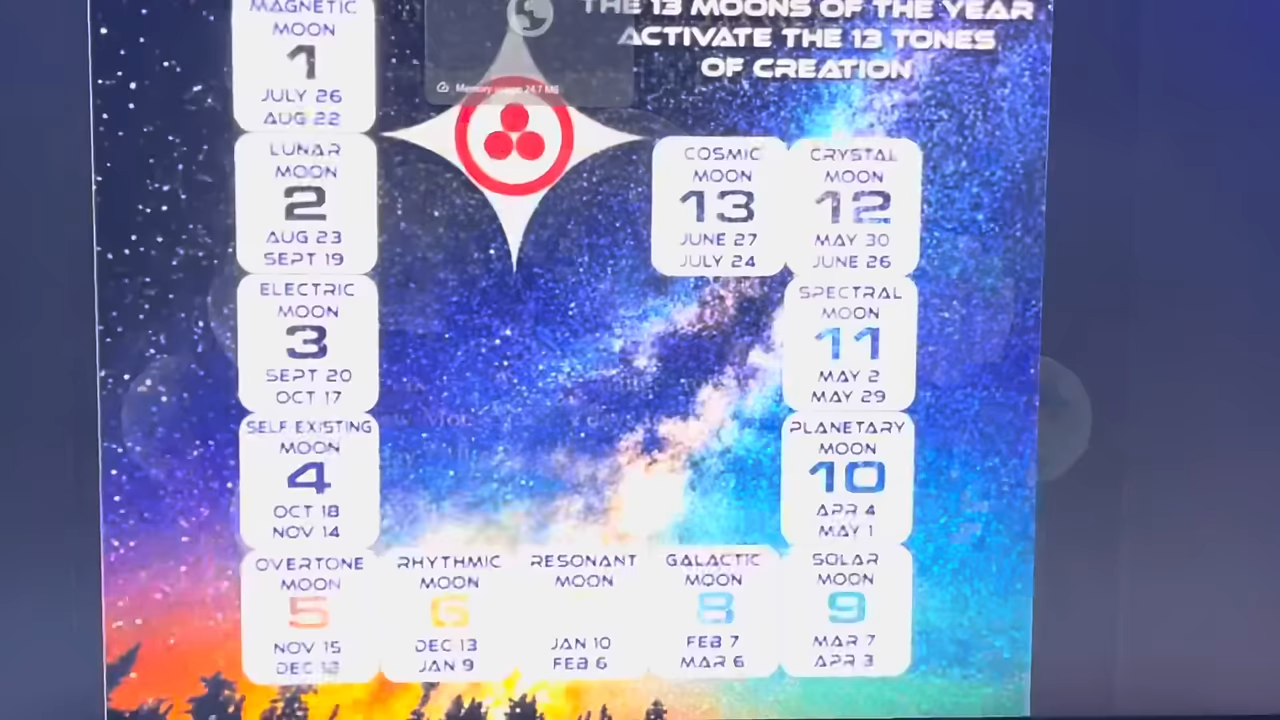 MAGNETIC
MOON
1
JULY 26
AUG 22
THE 13 MOONS OF THE YEAR
ACTIVATE THE 13 TONES
OF CREATION
Memory usage: 24.7 MB
LUNAR
MOON
2
AUG 23
SEPT 19
COSMIC
MOON
13
JUNE 27
JULY 24
CRYSTAL
MOON
12
MAY 30
JUNE 26
ELECTRIC
MOON
3
SEPT 20
OCT 17
SPECTRAL
MOON
11
MAY 2
MAY 29
SELF EXISTING
MOON
4
OCT 18
NOV 14
PLANETARY
MOON
10
APR 4
MAY 1
OVERTONE
MOON
5
NOV 15
DEC 12
RHYTHMIC
MOON
6
DEC 13
JAN 9
RESONANT
MOON
JAN 10
FEB 6
GALACTIC
MOON
8
FEB 7
MAR 6
SOLAR
MOON
9
MAR 7
APR 3